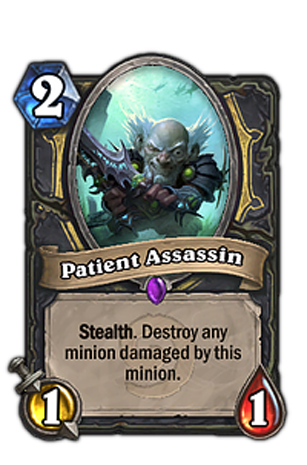 2
Patient Assassin
Stealth. Destroy any
minion damaged by this
minion.
1
1